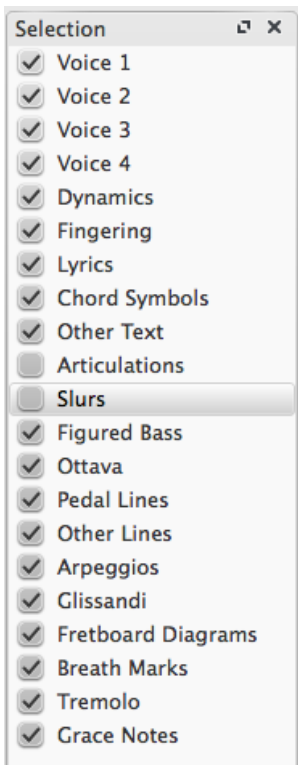 Selection
Voice 1
Voice 2
Voice 3
Voice 4
Dynamics
Fingering
Lyrics
Chord Symbols
Other Text
Articulations
Slurs
Figured Bass
Ottava
Pedal Lines
Other Lines
Arpeggios
Glissandi
Fretboard Diagrams
Breath Marks
Tremolo
Grace Notes